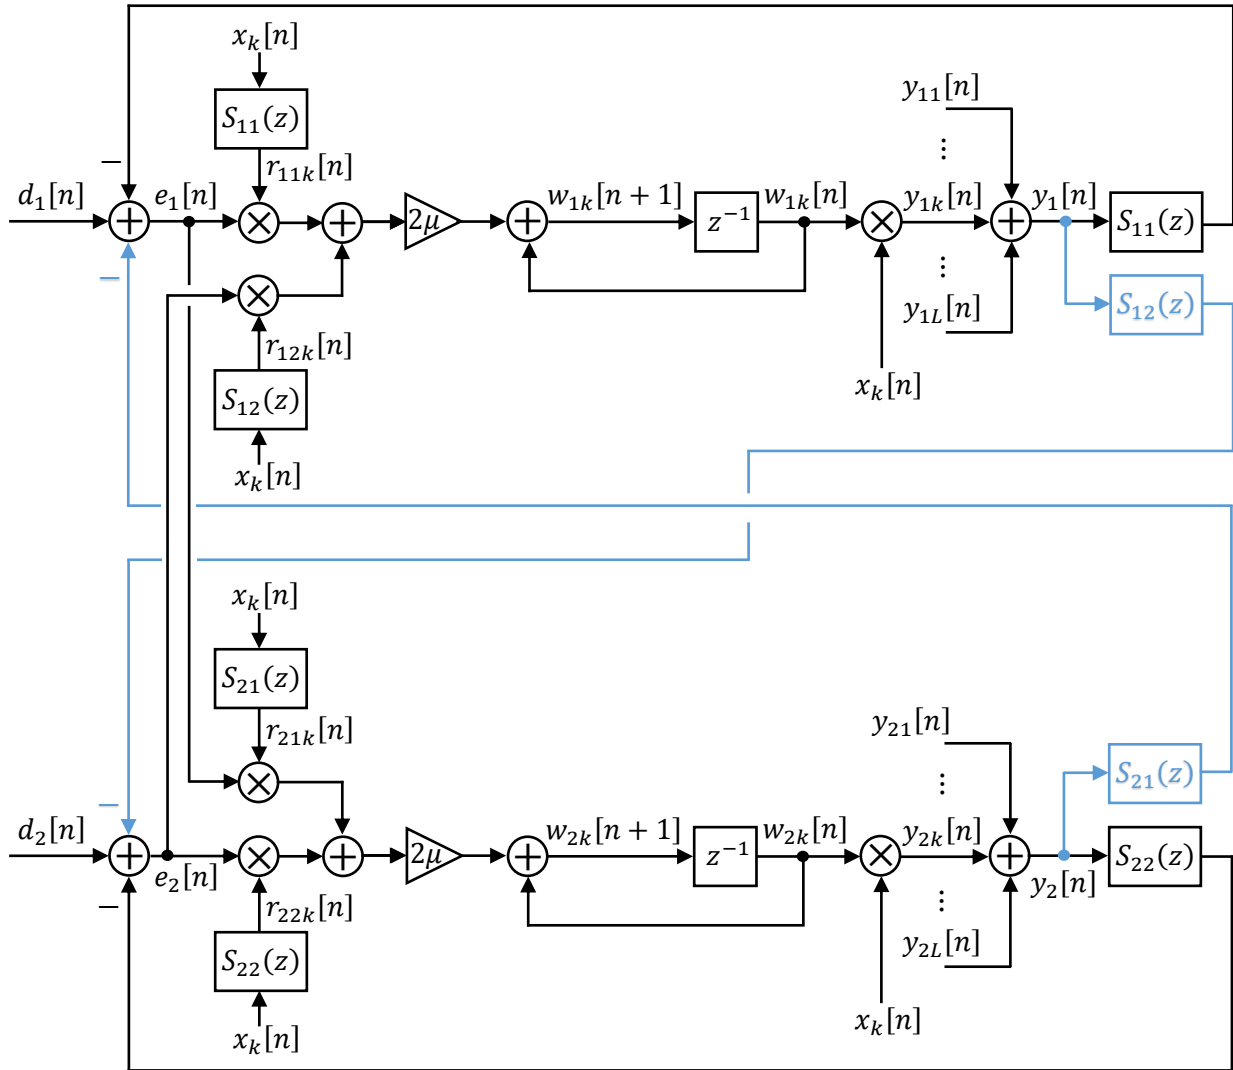 x_k[n]
S_11(z)
y_11[n]
⋮
−
d_1[n] e_1[n] r_11k[n] 2μ w_1k[n + 1] z^−1 w_1k[n] y_1k[n] y_1[n] S_11(z)
−
⋮
S_12(z)
y_1L[n]
r_12k[n]
S_12(z)
x_k[n]
x_k[n]
x_k[n]
S_21(z)
r_21k[n]
y_21[n]
⋮
S_21(z)
−
d_2[n] e_2[n] 2μ w_2k[n + 1] z^−1 w_2k[n] y_2k[n] y_2[n] S_22(z)
−
r_22k[n]
⋮
y_2L[n]
S_22(z)
x_k[n]
x_k[n]